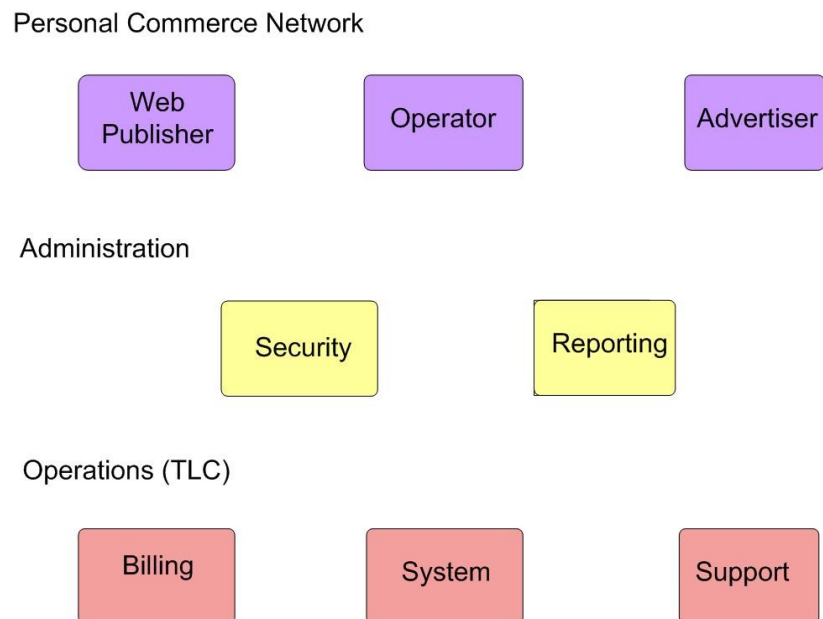 Personal Commerce Network
Web
Publisher
Operator
Advertiser
Administration
Security
Reporting
Operations (TLC)
Billing
System
Support